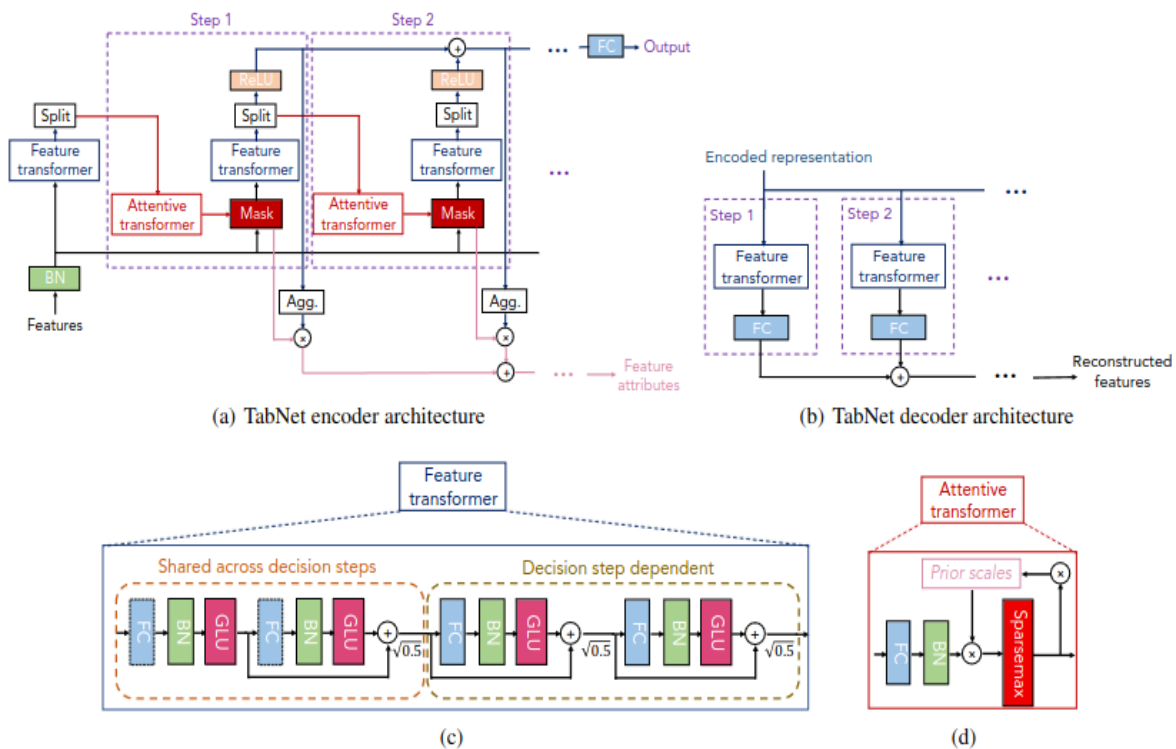 Step 1
Step 2
...
FC
Output
ReLU
ReLU
Split
Split
Split
Feature
transformer
Feature
transformer
Feature
transformer
...
Attentive
transformer
Mask
Attentive
transformer
Mask
BN
Features
Agg.
Agg.
...
Feature
attributes
(a) TabNet encoder architecture
Encoded representation
...
Step 1
Step 2
Feature
transformer
Feature
transformer
...
FC
FC
...
Reconstructed
features
(b) TabNet decoder architecture
Feature
transformer
Shared across decision steps
Decision step dependent
FC
BN
GLU
FC
BN
GLU
+
√0.5
FC
BN
GLU
+
√0.5
FC
BN
GLU
+
√0.5
(c)
Attentive
transformer
Prior scales
FC
BN
Sparsemax
(d)